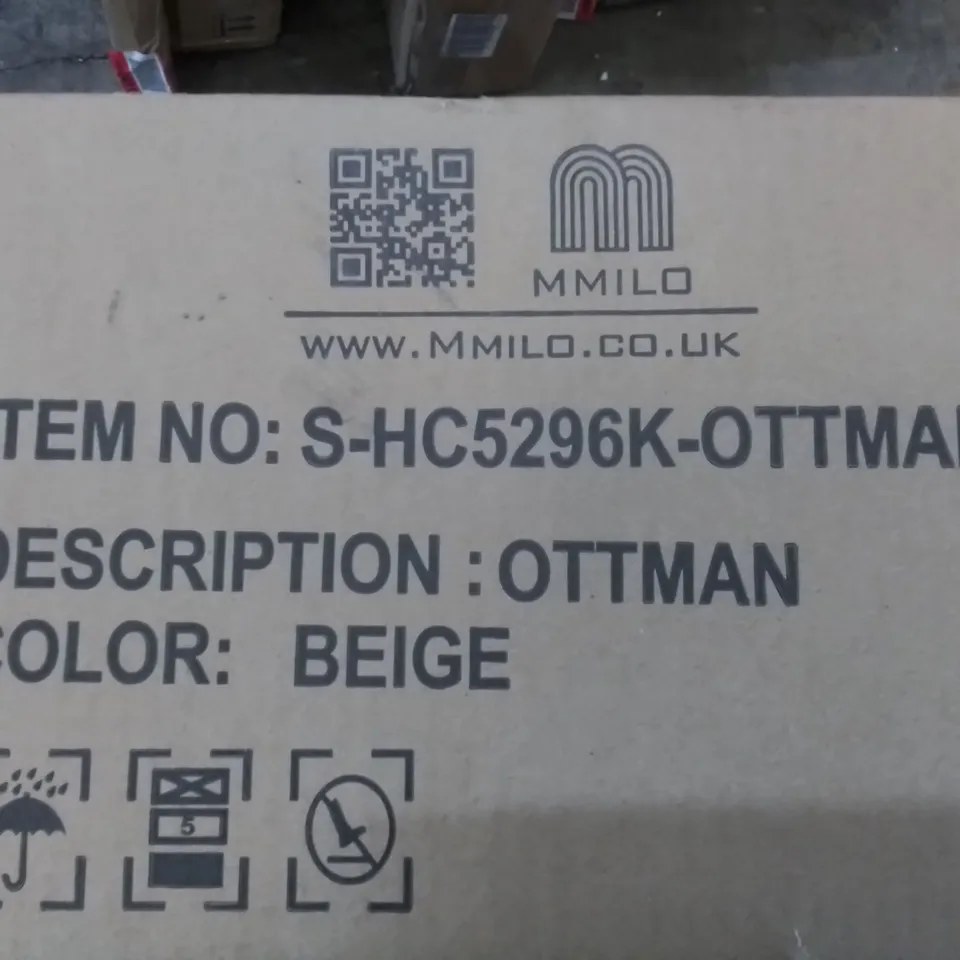 MMILO
www.Mmilo.co.uk
TEM NO: S-HC5296K-OTTMA
DESCRIPTION : OTTMAN
COLOR: BEIGE
5